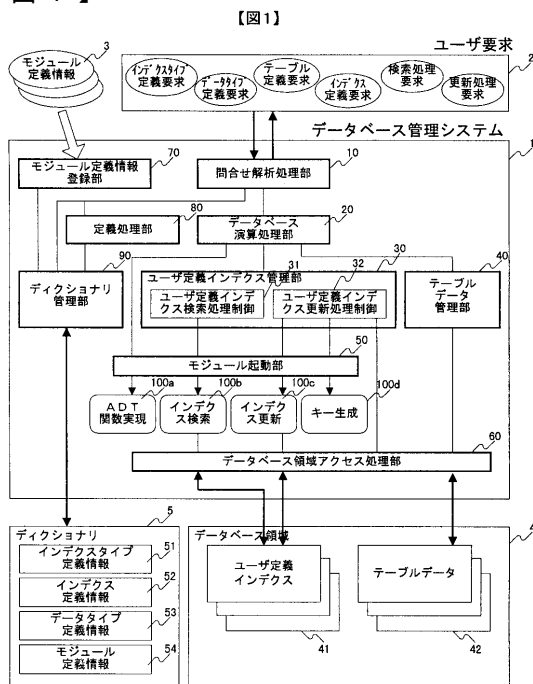 【図1】
モジュール
定義情報
3
ユーザ要求
2
インデクスタイプ
定義要求
データタイプ
定義要求
テーブル
定義要求
インデクス
定義要求
検索処理
要求
更新処理
要求
データベース管理システム
1
70
モジュール定義情報
登録部
10
問合せ解析処理部
80
定義処理部
20
データベース
演算処理部
90
ディクショナリ
管理部
30
ユーザ定義インデクス管理部
31
ユーザ定義インデ
クス検索処理制御
32
ユーザ定義インデ
クス更新処理制御
40
テーブル
データ
管理部
50
モジュール起動部
100a
ADT
関数実現
100b
インデク
ス検索
100c
インデク
ス更新
100d
キー生成
60
データベース領域アクセス処理部
5
ディクショナリ
インデクスタイプ
定義情報
51
インデクス
定義情報
52
データタイプ
定義情報
53
モジュール
定義情報
54
4
データベース領域
ユーザ定義
インデクス
41
テーブルデータ
42